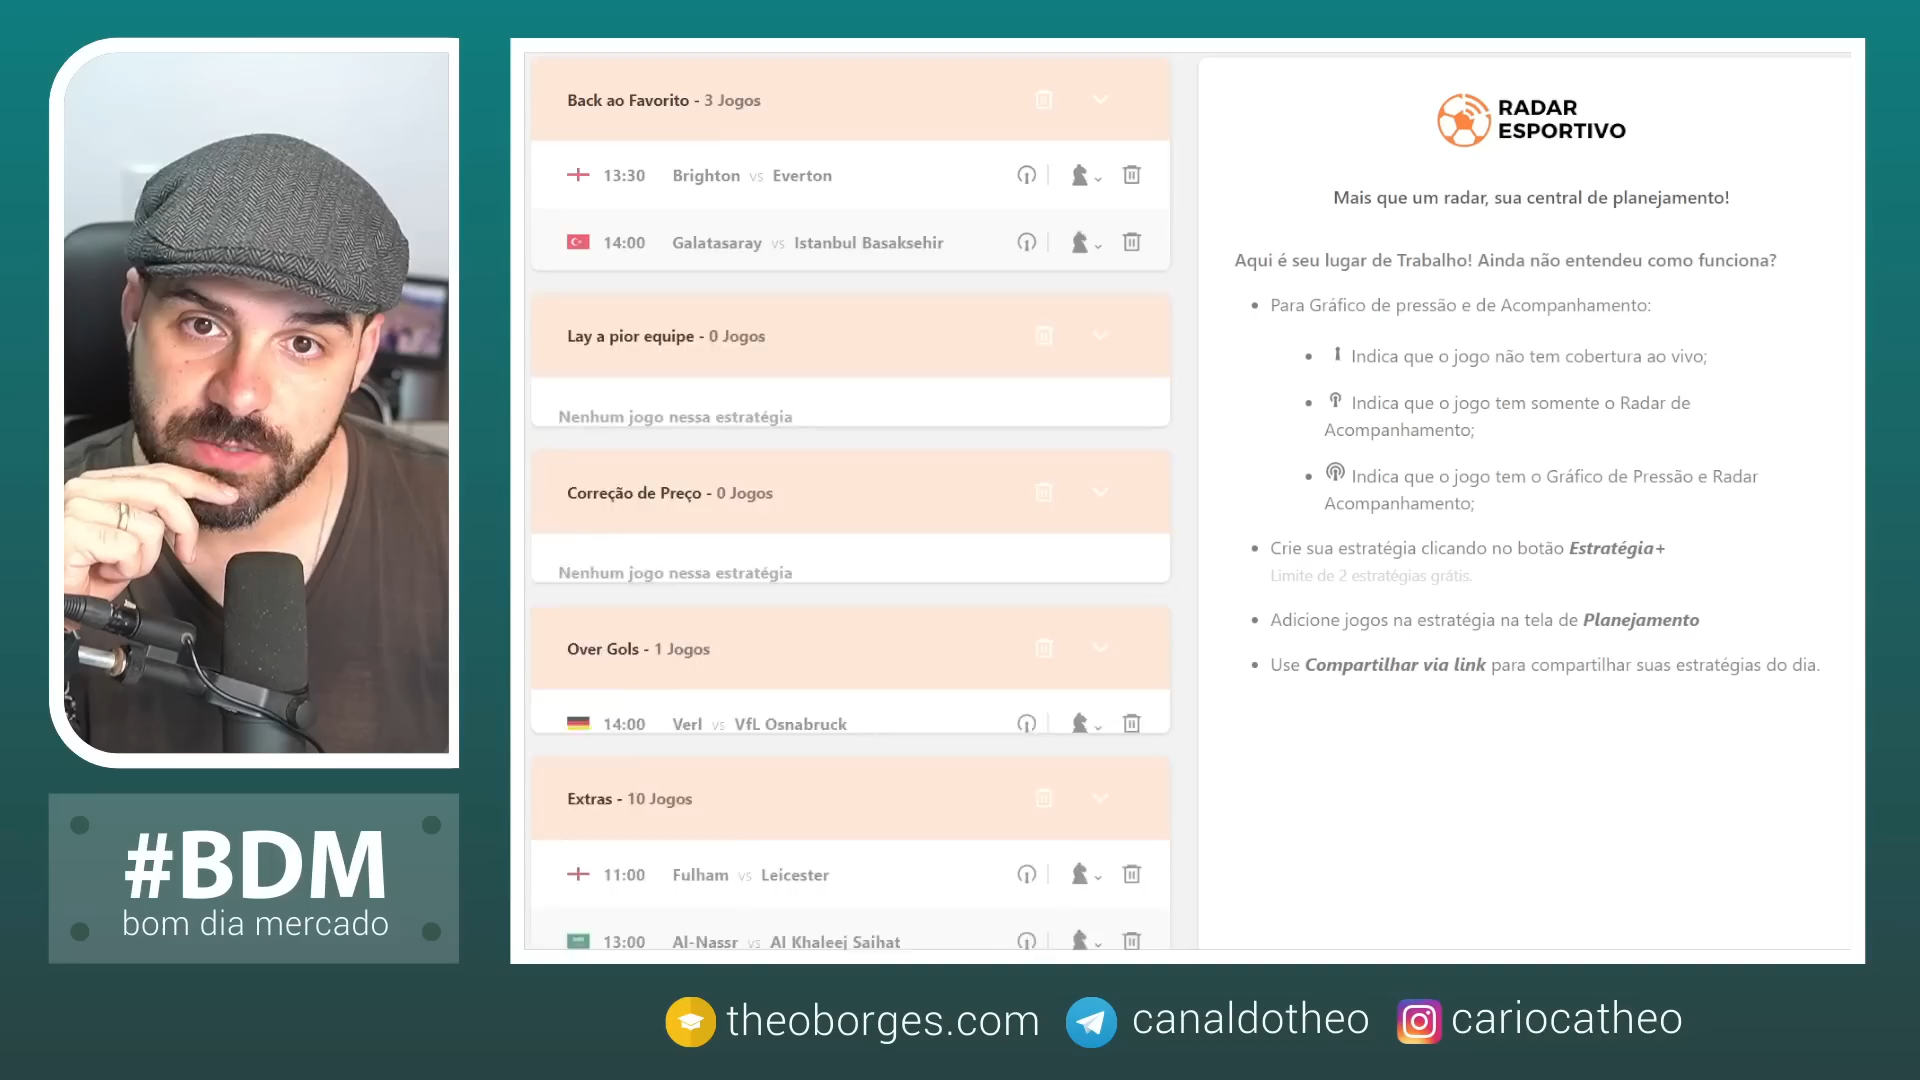 Back ao Favorito - 3 Jogos
13:30 Brighton vs Everton
14:00 Galatasaray vs Istanbul Basaksehir
Lay a pior equipe - 0 Jogos
Nenhum jogo nessa estratégia
Correção de Preço - 0 Jogos
Nenhum jogo nessa estratégia
Over Gols - 1 Jogos
14:00 Verl vs VfL Osnabruck
Extras - 10 Jogos
11:00 Fulham vs Leicester
13:00 Al-Nassr vs Al Khaleej Saihat
RADAR
ESPORTIVO
Mais que um radar, sua central de planejamento!
Aqui é seu lugar de Trabalho! Ainda não entendeu como funciona?
Para Gráfico de pressão e de Acompanhamento:
Indica que o jogo não tem cobertura ao vivo;
Indica que o jogo tem somente o Radar de
Acompanhamento;
Indica que o jogo tem o Gráfico de Pressão e Radar
Acompanhamento;
Crie sua estratégia clicando no botão Estratégia+
Limite de 2 estratégias grátis.
Adicione jogos na estratégia na tela de Planejamento
Use Compartilhar via link para compartilhar suas estratégias do dia.
#BDM
bom dia mercado
theoborges.com canaldotheo cariocatheo